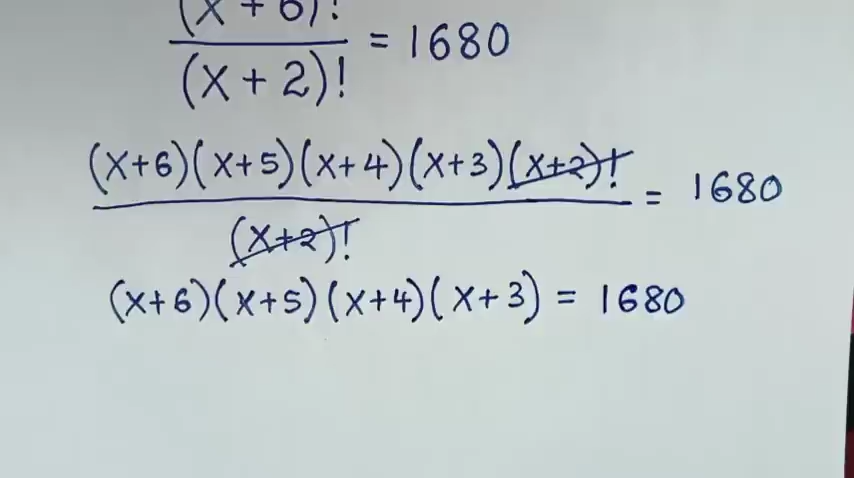 (x+6)!
(x+2)! = 1680
(x+6)(x+5)(x+4)(x+3)(x+2)!
(x+2)! = 1680
(x+6)(x+5)(x+4)(x+3) = 1680